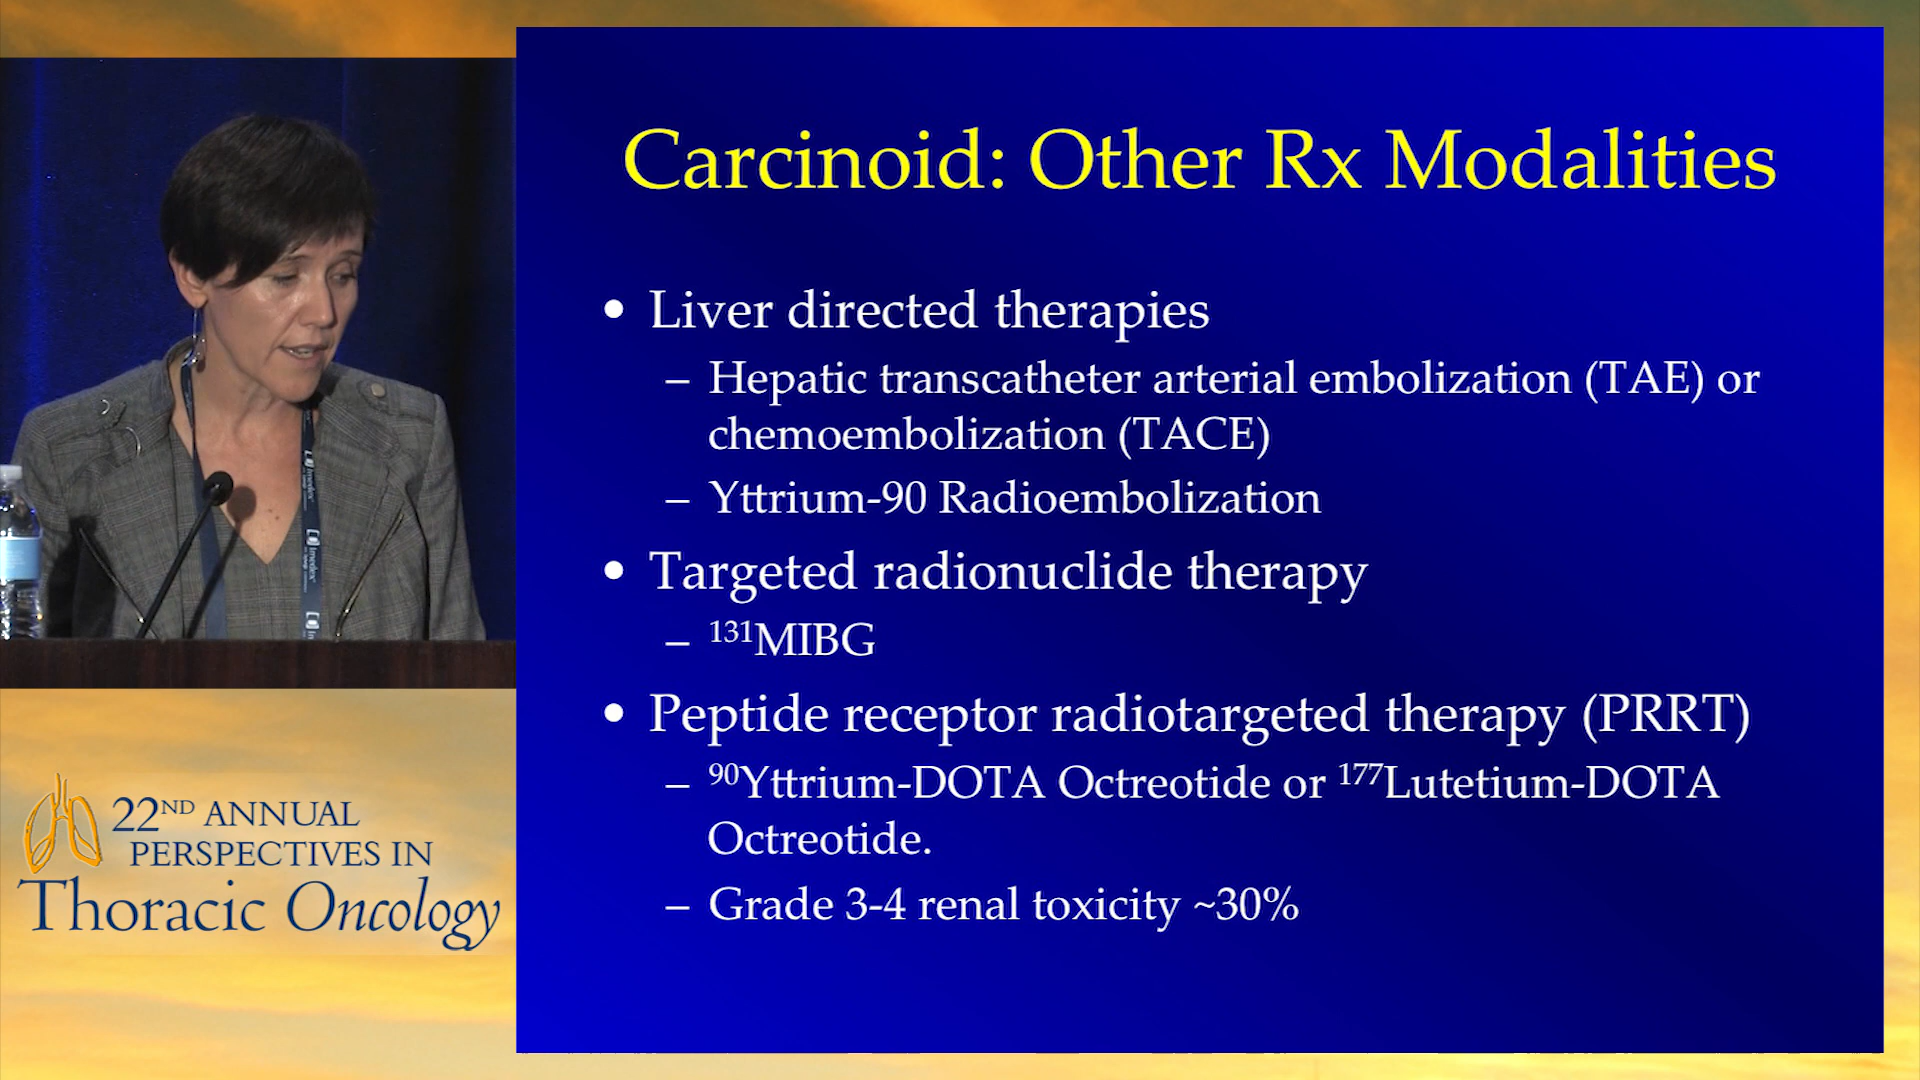 Carcinoid: Other Rx Modalities
• Liver directed therapies
– Hepatic transcatheter arterial embolization (TAE) or
chemoembolization (TACE)
– Yttrium-90 Radioembolization
• Targeted radionuclide therapy
– ¹³¹MIBG
• Peptide receptor radiotargeted therapy (PRRT)
– ⁹⁰Yttrium-DOTA Octreotide or ¹⁷⁷Lutetium-DOTA
Octreotide.
– Grade 3-4 renal toxicity ~30%
imedex
imedex
22ND ANNUAL
PERSPECTIVES IN
Thoracic Oncology